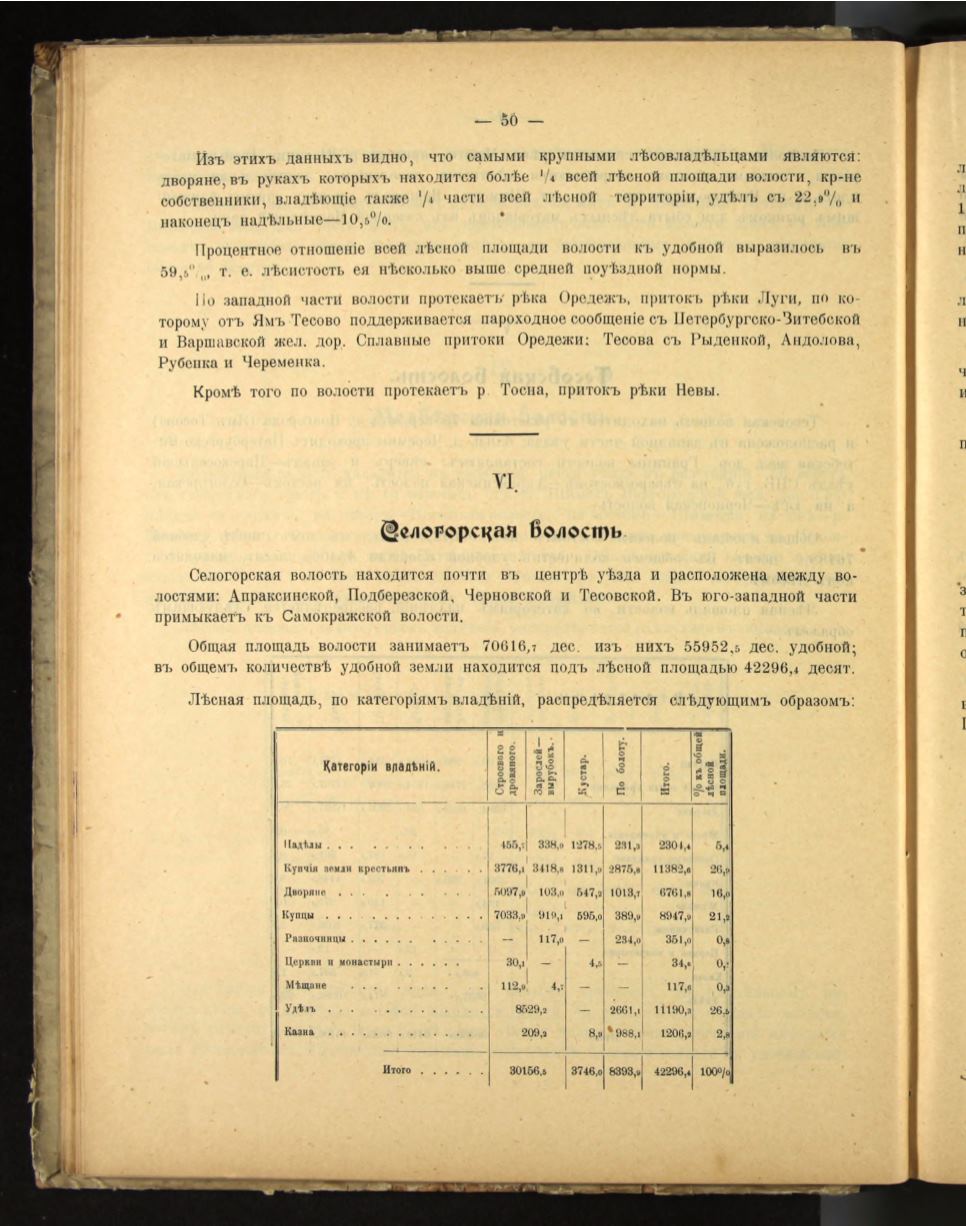 — 50 —
Изъ этихъ данныхъ видно, что самыми крупными лѣсовладѣльцами являются:
дворяне, въ рукахъ которыхъ находится болѣе 1/4 всей лѣсной площади волости, кр-не
собственники, владѣющіе также 1/4 части всей лѣсной территоріи, удѣлъ съ 22,9% и
наконецъ надѣльные—10,5%.
Процентное отношеніе всей лѣсной площади волости къ удобной выразилось въ
59,5%, т. е. лѣсистость ея нѣсколько выше средней поуѣздной нормы.
По западной части волости протекаетъ рѣка Оредежъ, притокъ рѣки Луги, по ко-
торому отъ Ямъ Тесово поддерживается пароходное сообщеніе съ Петербургско-Витебской
и Варшавской жел. дор. Сплавные притоки Оредежи: Тесова съ Рыденкой, Андолова,
Рубенка и Черемéнка.
Кромѣ того по волости протекаетъ р. Тосна, притокъ рѣки Невы.
VI.
Селогорская Волость.
Селогорская волость находится почти въ центрѣ уѣзда и расположена между во-
лостями: Апраксинской, Подберезской, Черновской и Тесовской. Въ юго-западной части
примыкаетъ къ Самокражской волости.
Общая площадь волости занимаетъ 70616,7 дес. изъ нихъ 55952,5 дес. удобной;
въ общемъ количествѣ удобной земли находится подъ лѣсной площадью 42296,4 десят.
Лѣсная площадь, по категоріямъ владѣній, распредѣляется слѣдующимъ образомъ:
Категоріи владѣній. Строевого и дровяного. Зарослей—вырубокъ. Кустар. По болоту. Итого. % къ общей лѣсной площади.
Надѣлы . . . 455,7 338,9 1278,5 231,3 2304,4 5,4
Купчія земли крестьянъ . . . 3776,1 3418,8 1311,9 2875,8 11382,6 26,9
Дворяне . . . 5097,9 103,0 547,2 1013,7 6761,8 16,0
Купцы . . . 7033,9 919,1 595,0 389,9 8947,9 21,2
Разночинцы . . . — 117,0 — 234,0 351,0 0,8
Церкви и монастыри . . . 30,1 — 4,5 — 34,6
Мѣщане . . . 112,9 4,7 — — 117,6 0,3
Удѣлъ . . . 8529,2 — 2661,1 11190,3 26,5
Казна . . . 209,2 8,9 988,1 1206,2 2,8
Итого . . . 30156,5 3746,0 8393,9 42296,4 100%